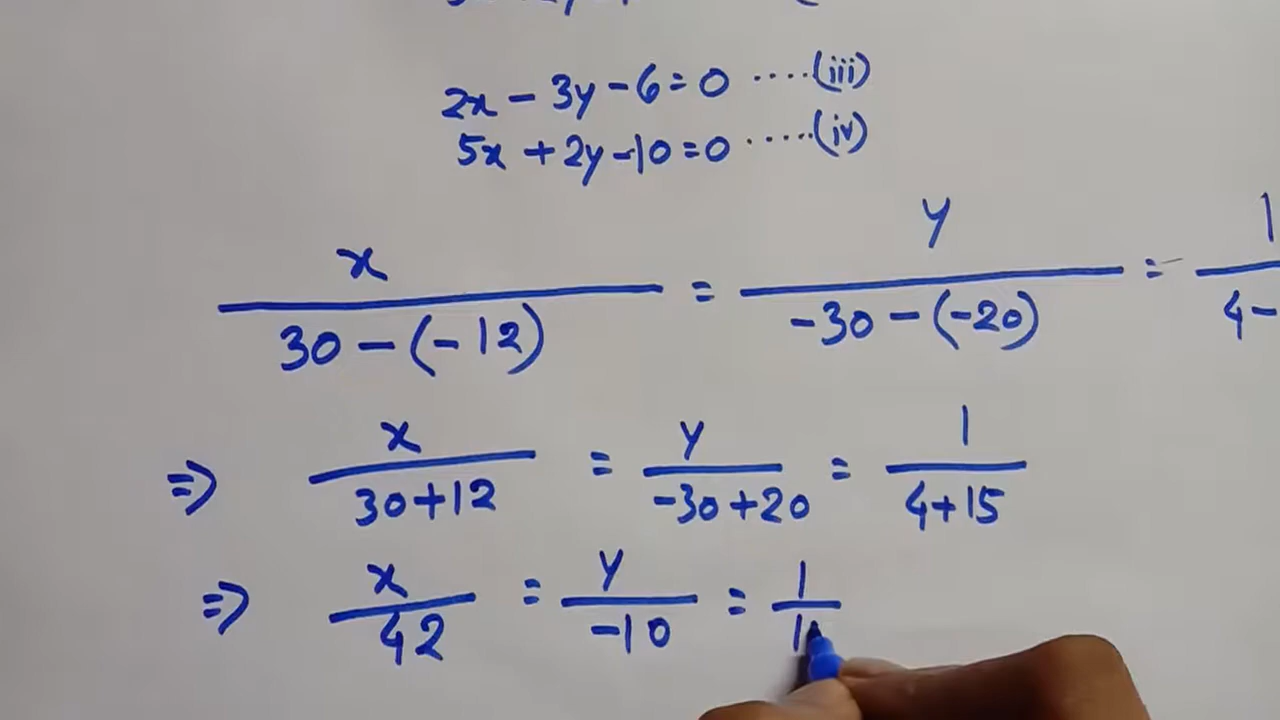 2x - 3y - 6 = 0 ....(iii)
5x + 2y - 10 = 0 .....(iv)
x / 30 - (-12) = y / -30 - (-20) = 1 / 4 -
⇒ x / 30 + 12 = y / -30 + 20 = 1 / 4 + 15
⇒ x / 42 = y / -10 = 1 /